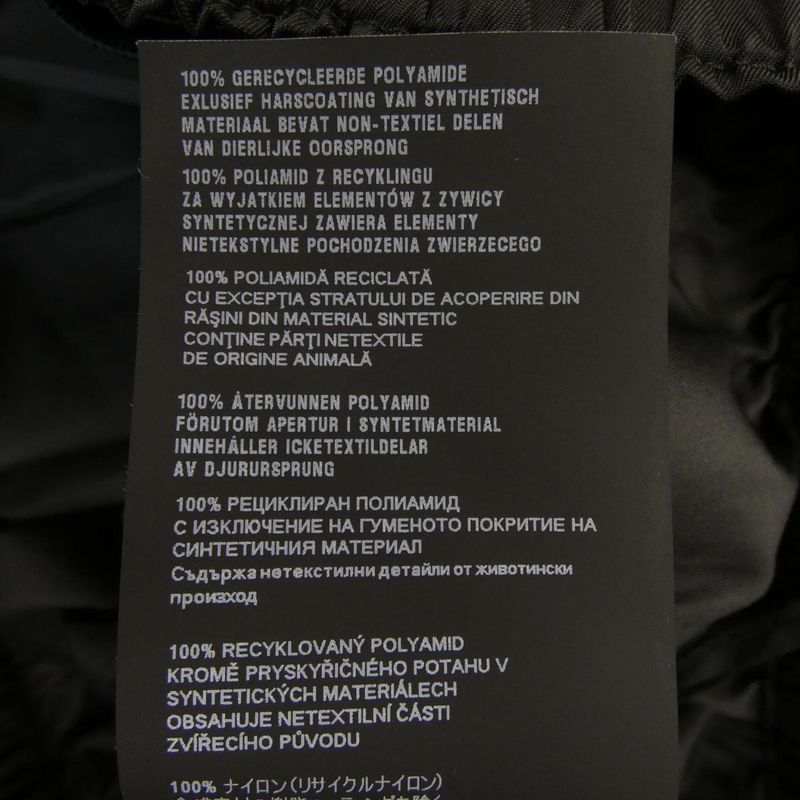 100% GERECYCLEERDE POLYAMIDE
EXLUSIEF HARSCOATING VAN SYNTHETISCH
MATERIAAL BEVAT NON-TEXTIEL DELEN
VAN DIERLIJKE OORSPRONG
100% POLIAMID Z RECYKLINGU
ZA WYJATKIEM ELEMENTÓW Z ZYWICY
SYNTETYCZNEJ ZAWIERA ELEMENTY
NIETEKSTYLNE POCHODZENIA ZWIERZECEGO
100% POLIAMIDĂ RECICLATĂ
CU EXCEPŢIA STRATULUI DE ACOPERIRE DIN
RĂŞINI DIN MATERIAL SINTETIC
CONŢINE PĂRŢI NETEXTILE
DE ORIGINE ANIMALĂ
100% ÅTERVUNNEN POLYAMID
FÖRUTOM APERTUR I SYNTETMATERIAL
INNEHÅLLER ICKETEXTILDELAR
AV DJURURSPRUNG
100% РЕЦИКЛИРАН ПОЛИАМИД
С ИЗКЛЮЧЕНИЕ НА ГУМЕНОТО ПОКРИТИЕ НА
СИНТЕТИЧНИЯ МАТЕРИАЛ
Съдържа нетекстилни детайли от животински
произход
100% RECYKLOVANÝ POLYAMID
KROMĚ PRYSKYŘIČNÉHO POTAHU V
SYNTETICKÝCH MATERIÁLECH
OBSAHUJE NETEXTILNÍ ČÁSTI
ZVÍŘECÍHO PŮVODU
100% ナイロン(リサイクルナイロン)